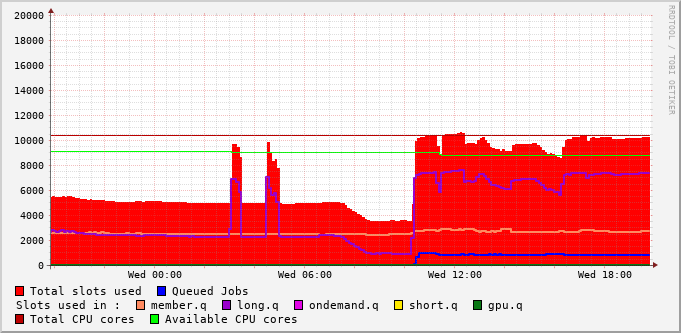 20000
18000
16000
14000
12000
10000
8000
6000
4000
2000
0
Wed 00:00 Wed 06:00 Wed 12:00 Wed 18:00
Total slots used Queued Jobs
Slots used in : member.q long.q ondemand.q short.q gpu.q
Total CPU cores Available CPU cores
RRDTOOL / TOBI OETIKER